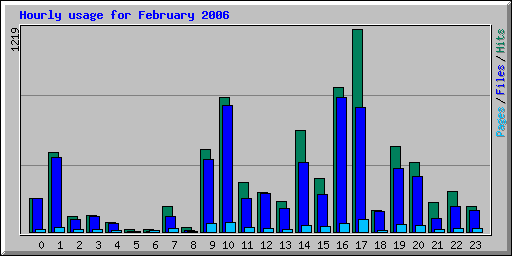 Hourly usage for February 2006
1219
Pages/Files/Hits
0 1 2 3 4 5 6 7 8 9 10 11 12 13 14 15 16 17 18 19 20 21 22 23